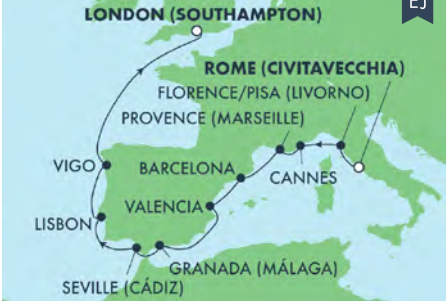 EJ
LONDON (SOUTHAMPTON)
ROME (CIVITAVECCHIA)
FLORENCE/PISA (LIVORNO)
PROVENCE (MARSEILLE)
VIGO
BARCELONA
CANNES
VALENCIA
LISBON
GRANADA (MÁLAGA)
SEVILLE (CÁDIZ)